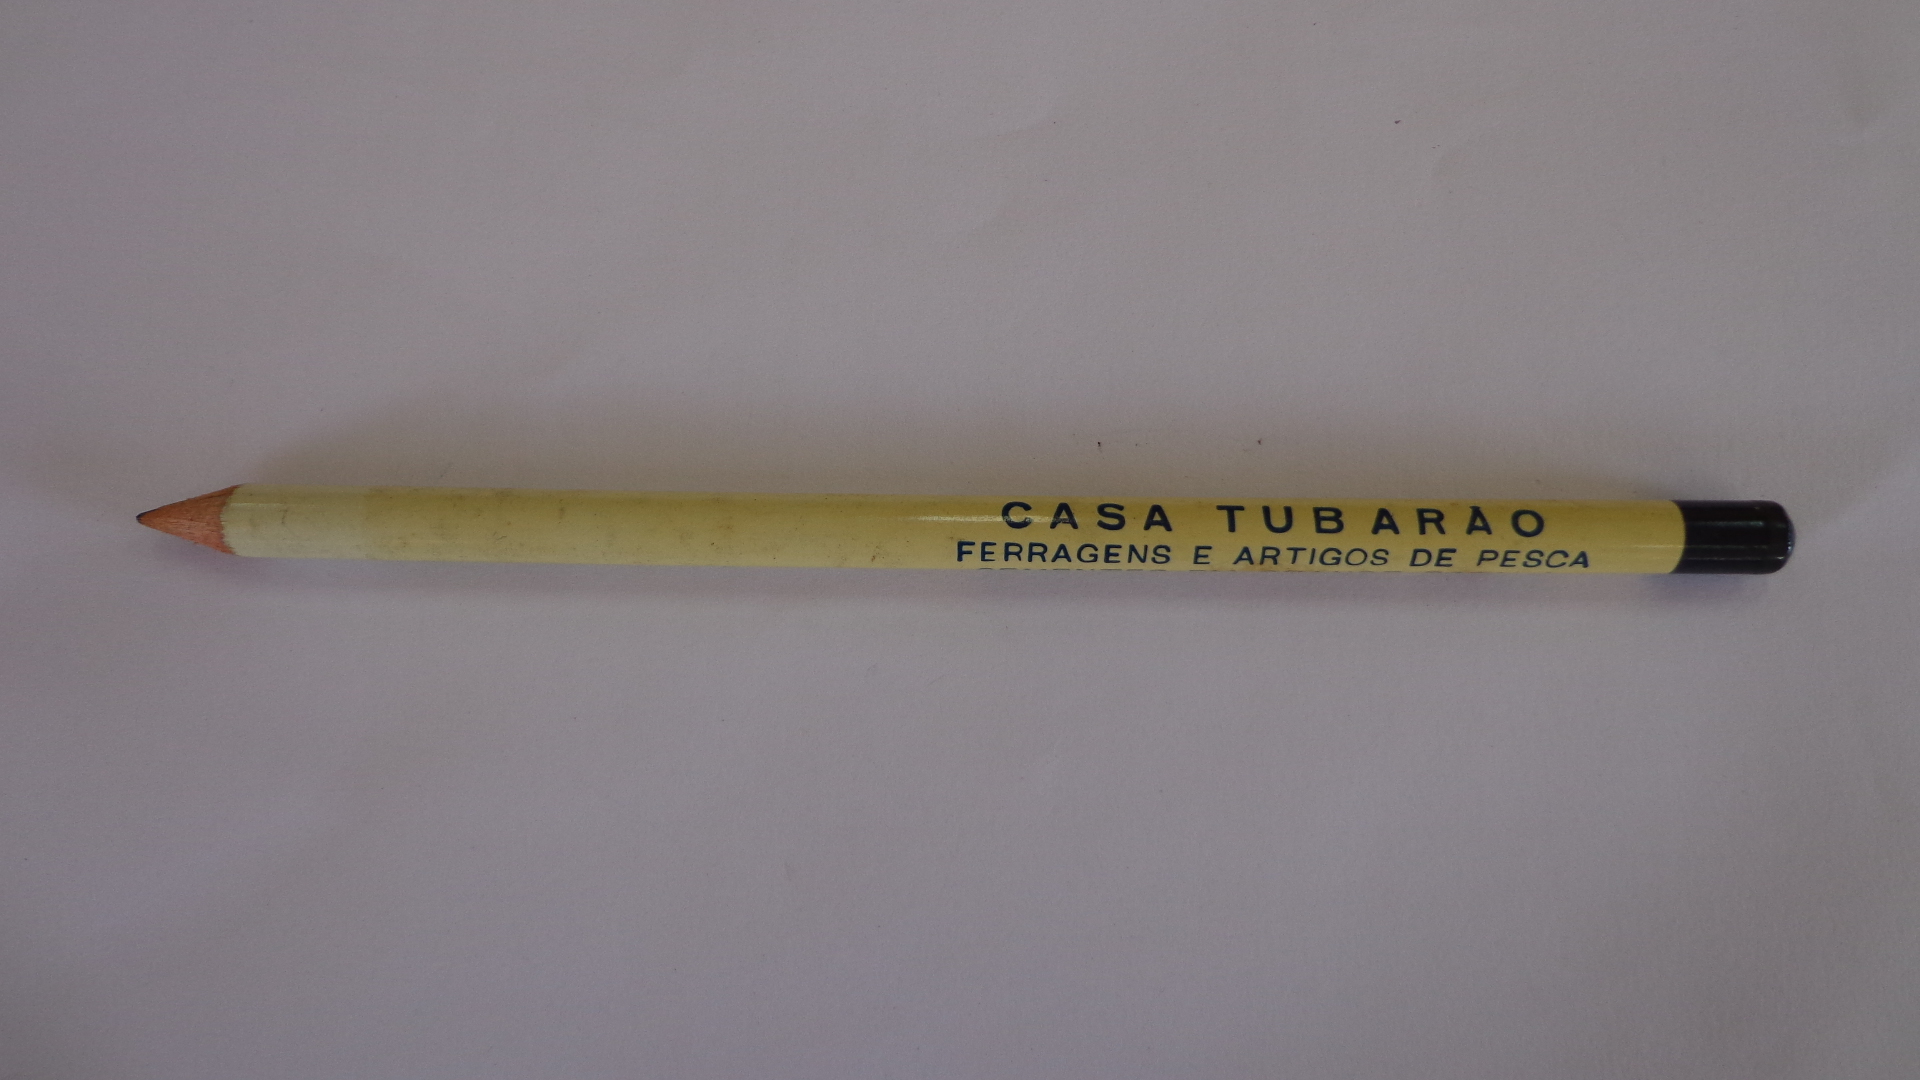 CASA TUBARÃO
FERRAGENS E ARTIGOS DE PESCA